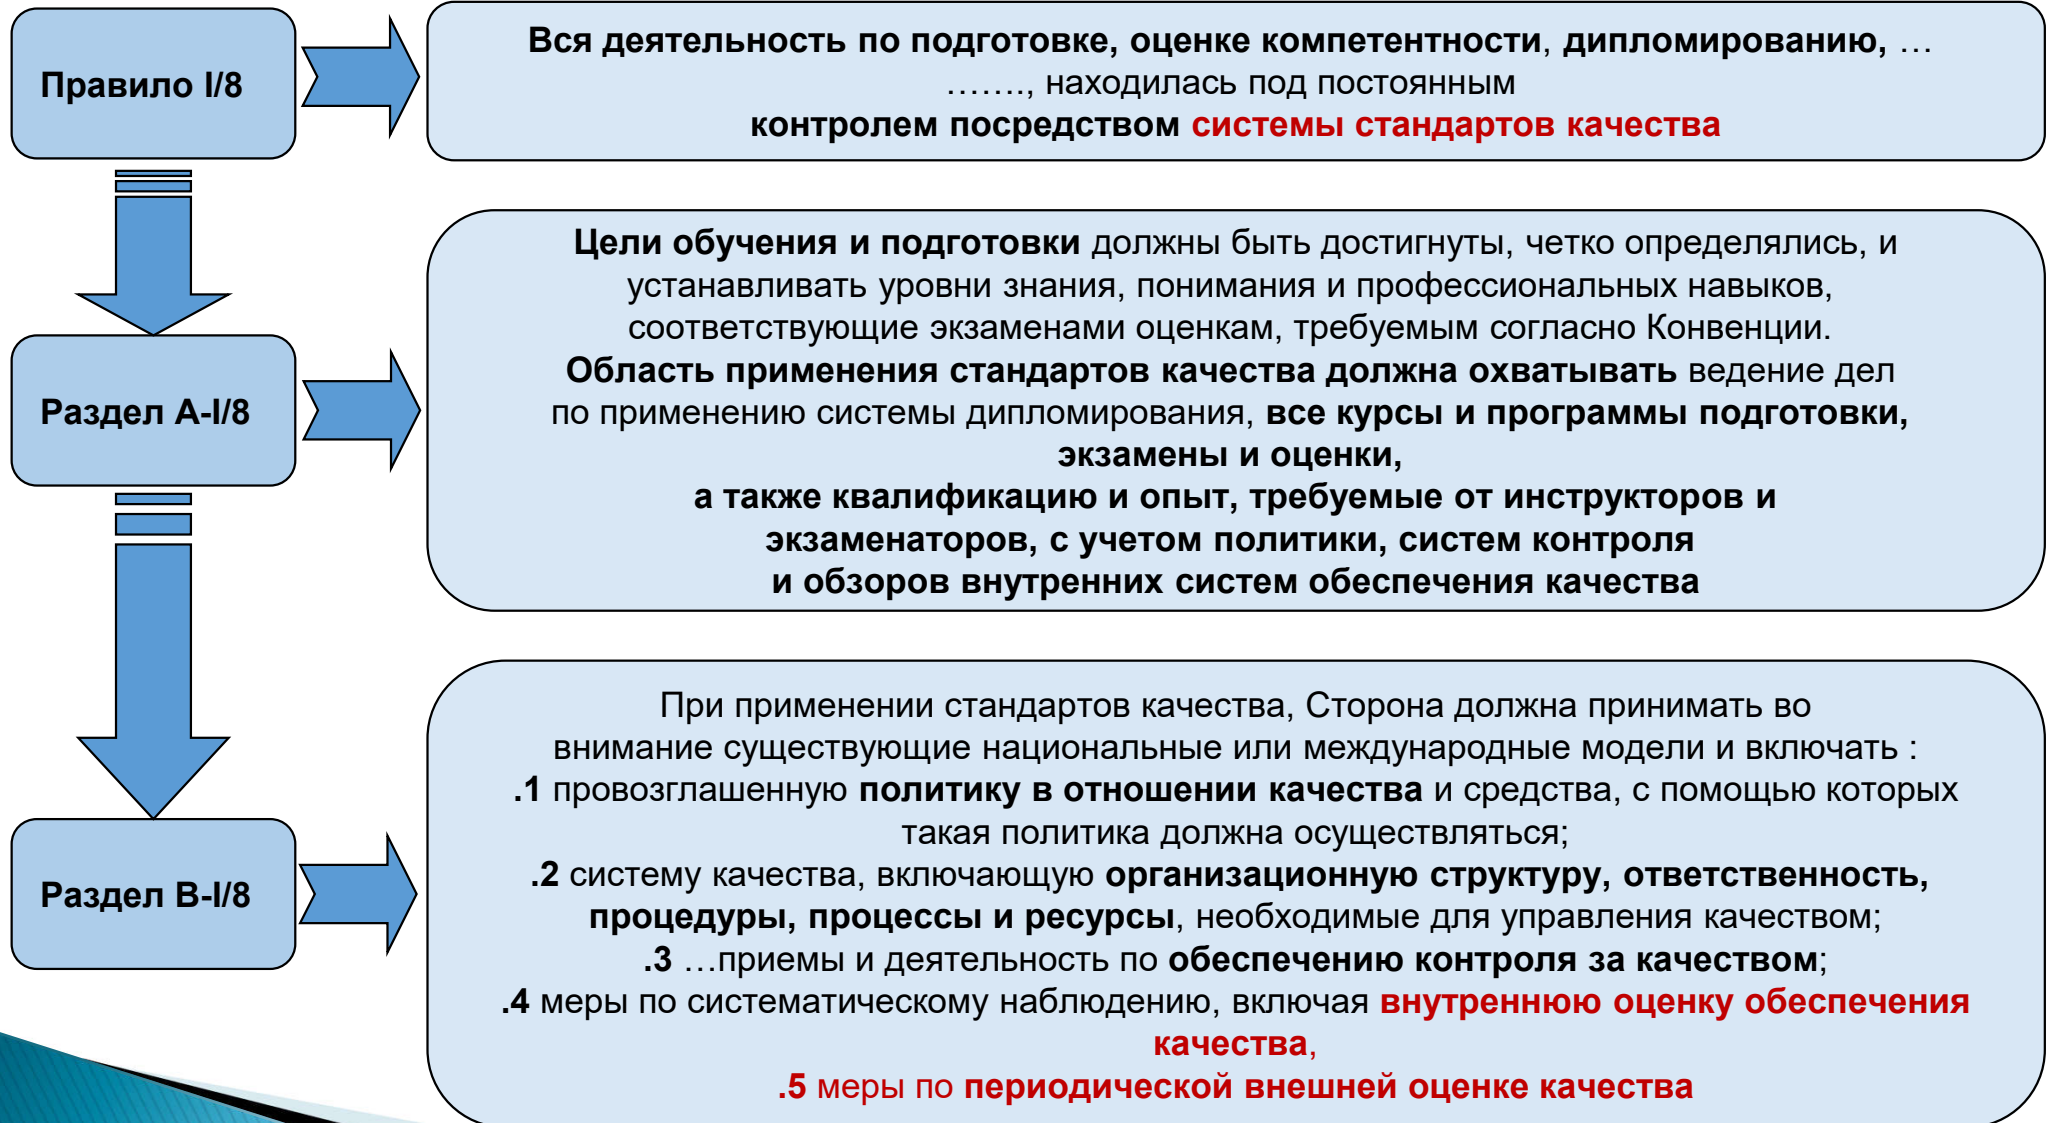 Правило I/8
Вся деятельность по подготовке, оценке компетентности, дипломированию, …
……., находилась под постоянным
контролем посредством системы стандартов качества
Раздел A-I/8
Цели обучения и подготовки должны быть достигнуты, четко определялись, и
устанавливать уровни знания, понимания и профессиональных навыков,
соответствующие экзаменами оценкам, требуемым согласно Конвенции.
Область применения стандартов качества должна охватывать ведение дел
по применению системы дипломирования, все курсы и программы подготовки,
экзамены и оценки,
а также квалификацию и опыт, требуемые от инструкторов и
экзаменаторов, с учетом политики, систем контроля
и обзоров внутренних систем обеспечения качества
Раздел B-I/8
При применении стандартов качества, Сторона должна принимать во
внимание существующие национальные или международные модели и включать :
.1 провозглашенную политику в отношении качества и средства, с помощью которых
такая политика должна осуществляться;
.2 систему качества, включающую организационную структуру, ответственность,
процедуры, процессы и ресурсы, необходимые для управления качеством;
.3 …приемы и деятельность по обеспечению контроля за качеством;
.4 меры по систематическому наблюдению, включая внутреннюю оценку обеспечения
качества,
.5 меры по периодической внешней оценке качества